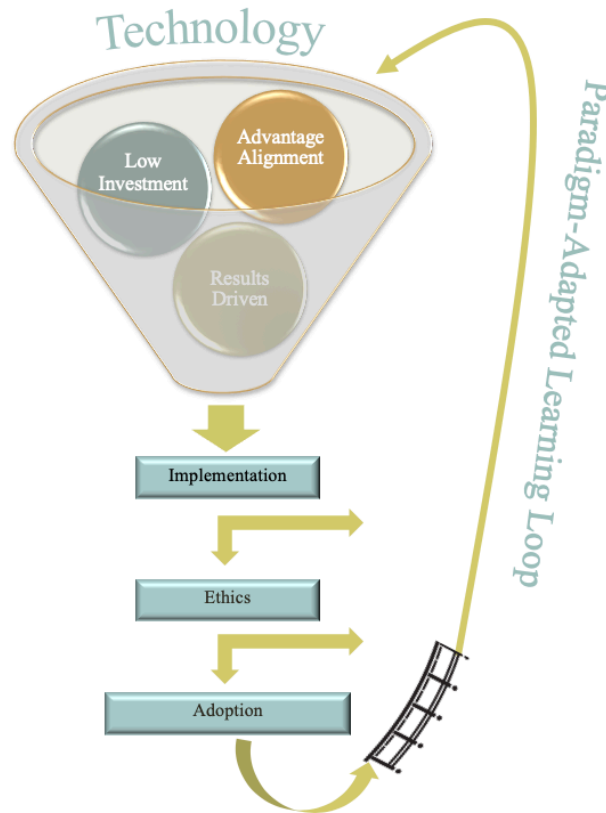 Technology
Advantage
Alignment
Low
Investment
Results
Driven
Implementation
Ethics
Adoption
Paradigm-Adapted Learning Loop